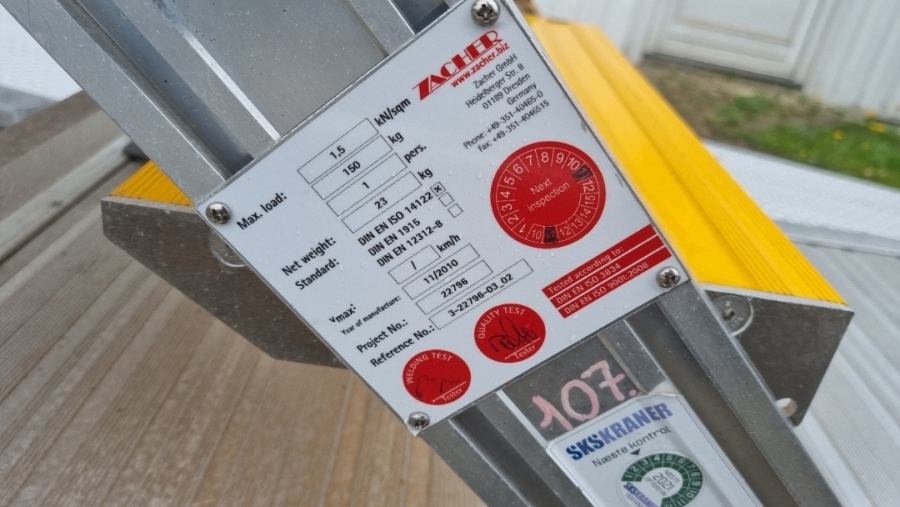 ZACHER
www.zacher.biz
Zacher GmbH
Heidelberger Str. 8
01189 Dresden
Germany
Phone: +49-351-40465-0
Fax: +49-351-4046515
Max. load: 1,5 kN/sqm
150 kg
1 pers.
Net weight: 23 kg
Standard: DIN EN ISO 14122 x
DIN EN 1915
DIN EN 12312-8
Vmax: / km/h
Year of manufacture: 11/2010
Project No.: 22796
Reference No.: 3-22796-03_02
Next
inspection
1 2 3 4 5 6 7 8 9 10 12
10 12 13 14 15
Tested according to:
DIN EN ISO 3834
DIN EN ISO 9001:2008
WELDING TEST
Tester
QUALITY TEST
Tester
107.
SKSKRANER
Næste kontrol